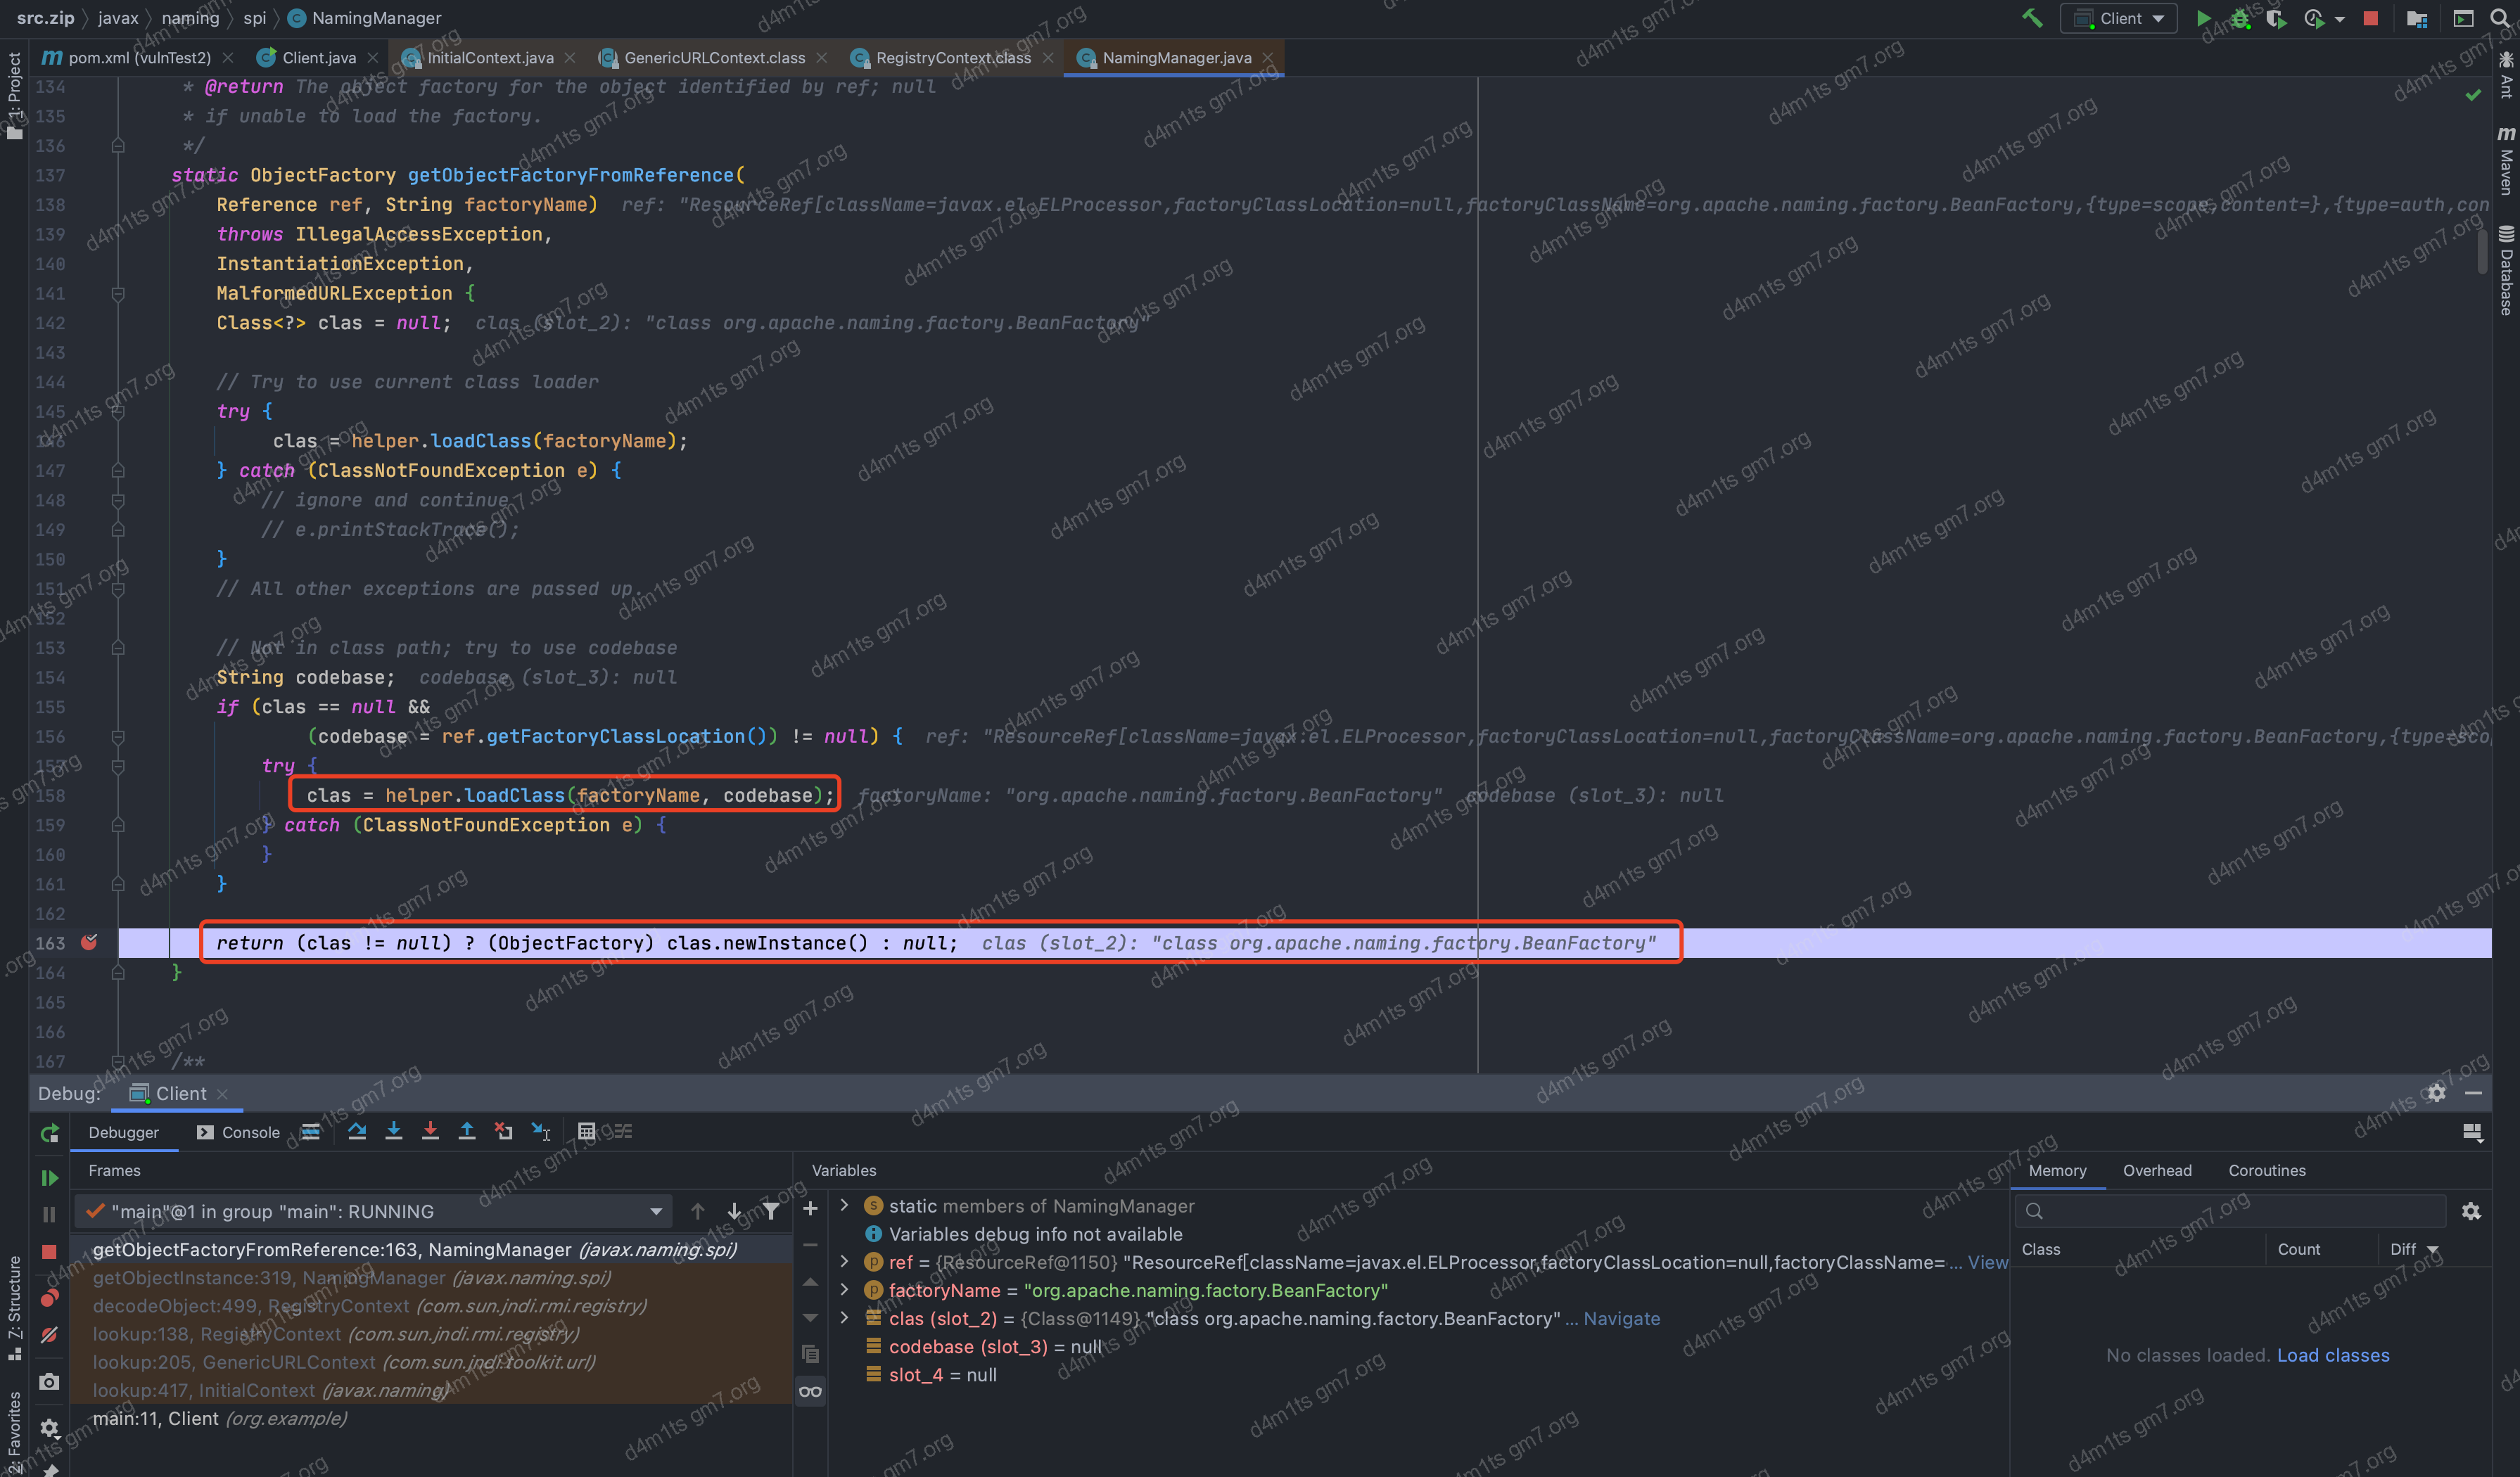 src.zip javax naming spi NamingManager
Client
pom.xml (vulnTest2) Client.java InitialContext.java GenericURLContext.class RegistryContext.class NamingManager.java
1: Project
Ant
Maven
Database
134 * @return The object factory for the object identified by ref; null
135 * if unable to load the factory.
136 */
137 static ObjectFactory getObjectFactoryFromReference(
138 Reference ref, String factoryName) ref: "ResourceRef[className=javax.el.ELProcessor,factoryClassLocation=null,factoryClassName=org.apache.naming.factory.BeanFactory,{type=scope,content=},{type=auth,con
139 throws IllegalAccessException,
140 InstantiationException,
141 MalformedURLException {
142 Class<?> clas = null; clas (slot_2): "class org.apache.naming.factory.BeanFactory"
143
144 // Try to use current class loader
145 try {
146 clas = helper.loadClass(factoryName);
147 } catch (ClassNotFoundException e) {
148 // ignore and continue
149 // e.printStackTrace();
150 }
151 // All other exceptions are passed up.
152
153 // Not in class path; try to use codebase
154 String codebase; codebase (slot_3): null
155 if (clas == null &&
156 (codebase = ref.getFactoryClassLocation()) != null) { ref: "ResourceRef[className=javax.el.ELProcessor,factoryClassLocation=null,factoryClassName=org.apache.naming.factory.BeanFactory,{type=sco
157 try {
158 clas = helper.loadClass(factoryName, codebase); factoryName: "org.apache.naming.factory.BeanFactory" codebase (slot_3): null
159 } catch (ClassNotFoundException e) {
160 }
161 }
162
163 return (clas != null) ? (ObjectFactory) clas.newInstance() : null; clas (slot_2): "class org.apache.naming.factory.BeanFactory"
164 }
165
166
167 /**
Debug: Client
Debugger Console
Frames
"main"@1 in group "main": RUNNING
getObjectFactoryFromReference:163, NamingManager (javax.naming.spi)
getObjectInstance:319, NamingManager (javax.naming.spi)
decodeObject:499, RegistryContext (com.sun.jndi.rmi.registry)
lookup:138, RegistryContext (com.sun.jndi.rmi.registry)
lookup:205, GenericURLContext (com.sun.jndi.toolkit.url)
lookup:417, InitialContext (javax.naming)
main:11, Client (org.example)
Variables
static members of NamingManager
Variables debug info not available
ref = {ResourceRef@1150} "ResourceRef[className=javax.el.ELProcessor,factoryClassLocation=null,factoryClassName=... View
factoryName = "org.apache.naming.factory.BeanFactory"
clas (slot_2) = {Class@1149} "class org.apache.naming.factory.BeanFactory" ... Navigate
codebase (slot_3) = null
slot_4 = null
Memory Overhead Coroutines
Class Count Diff
No classes loaded. Load classes
7: Structure
2: Favorites
d4m1ts gm7.org